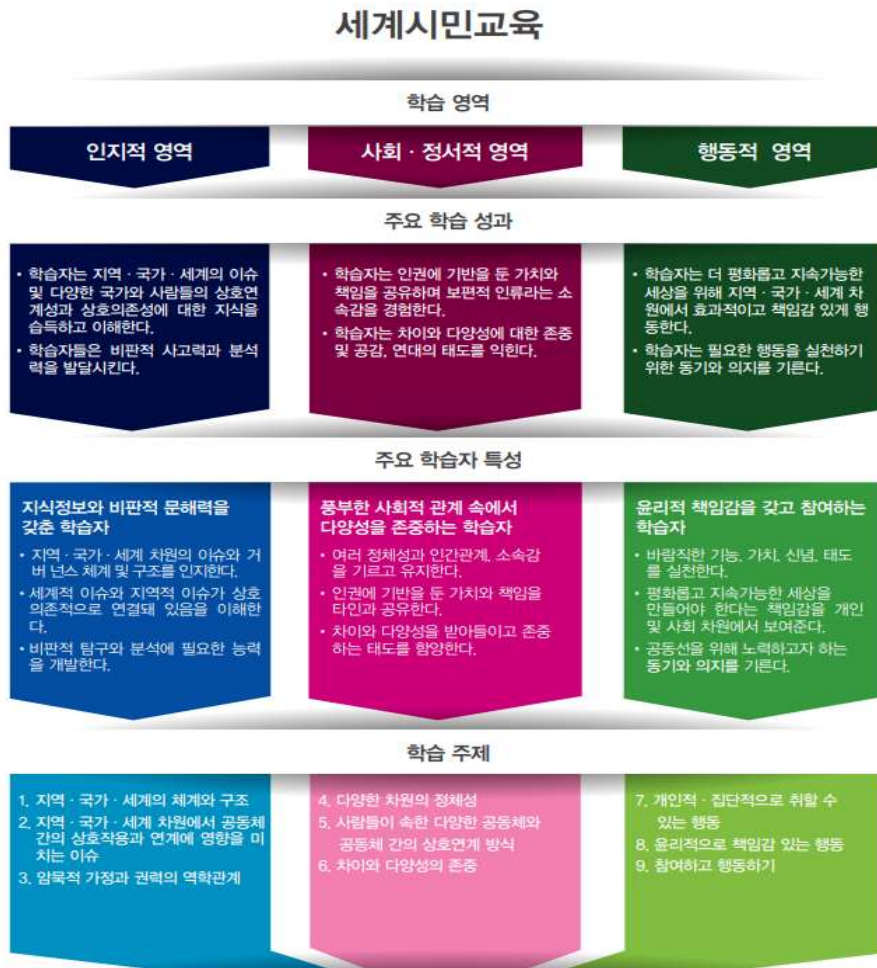 세계시민교육
학습 영역
인지적 영역
사회 · 정서적 영역
행동적 영역
주요 학습 성과
• 학습자는 지역 · 국가 · 세계의 이슈
및 다양한 국가와 사람들의 상호연
계성과 상호의존성에 대한 지식을
습득하고 이해한다.
• 학습자들은 비판적 사고력과 분석
력을 발달시킨다.
• 학습자는 인권에 기반을 둔 가치와
책임을 공유하며 보편적 인류라는 소
속감을 경험한다.
• 학습자는 차이와 다양성에 대한 존중
및 공감, 연대의 태도를 익힌다.
• 학습자는 더 평화롭고 지속가능한
세상을 위해 지역 · 국가 · 세계 차
원에서 효과적이고 책임감 있게 행
동한다.
• 학습자는 필요한 행동을 실천하기
위한 동기와 의지를 기른다.
주요 학습자 특성
지식정보와 비판적 문해력을
갖춘 학습자
• 지역 · 국가 · 세계 차원의 이슈와 거
버 넌스 체계 및 구조를 인지한다.
• 세계적 이슈와 지역적 이슈가 상호
의존적으로 연결돼 있음을 이해한
다.
• 비판적 탐구와 분석에 필요한 능력
을 개발한다.
풍부한 사회적 관계 속에서
다양성을 존중하는 학습자
• 여러 정체성과 인간관계, 소속감
을 기르고 유지한다.
• 인권에 기반을 둔 가치와 책임을
타인과 공유한다.
• 차이와 다양성을 받아들이고 존중
하는 태도를 함양한다.
윤리적 책임감을 갖고 참여하는
학습자
• 바람직한 기능, 가치, 신념, 태도
를 실천한다.
• 평화롭고 지속가능한 세상을
만들어야 한다는 책임감을 개인
및 사회 차원에서 보여준다.
• 공동선을 위해 노력하고자 하는
동기와 의지를 기른다.
학습 주제
1. 지역 · 국가 · 세계의 체계와 구조
2. 지역 · 국가 · 세계 차원에서 공동체
간의 상호작용과 연계에 영향을 미
치는 이슈
3. 암묵적 가정과 권력의 역학관계
4. 다양한 차원의 정체성
5. 사람들이 속한 다양한 공동체와
공동체 간의 상호연계 방식
6. 차이와 다양성의 존중
7. 개인적 · 집단적으로 취할 수
있는 행동
8. 윤리적으로 책임감 있는 행동
9. 참여하고 행동하기